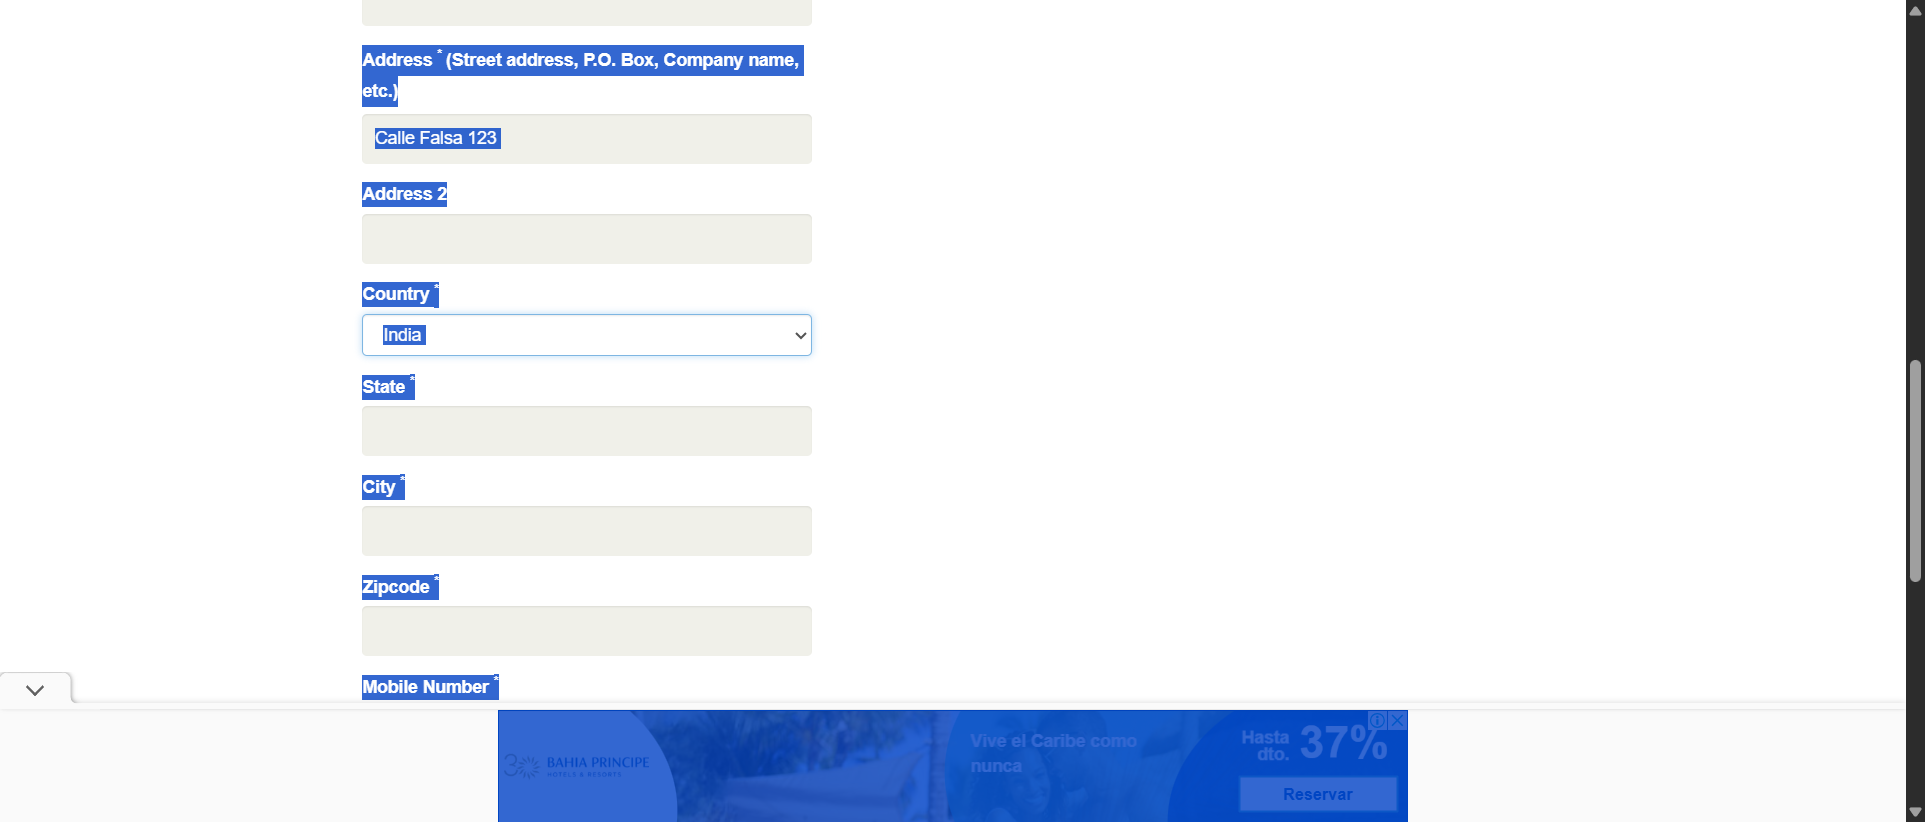 Address * (Street address, P.O. Box, Company name,
etc.)
Calle Falsa 123
Address 2
Country *
India
State *
City *
Zipcode *
Mobile Number *
30 BAHIA PRINCIPE
HOTELS & RESORTS
Vive el Caribe como
nunca
Hasta
dto. 37%
Reservar